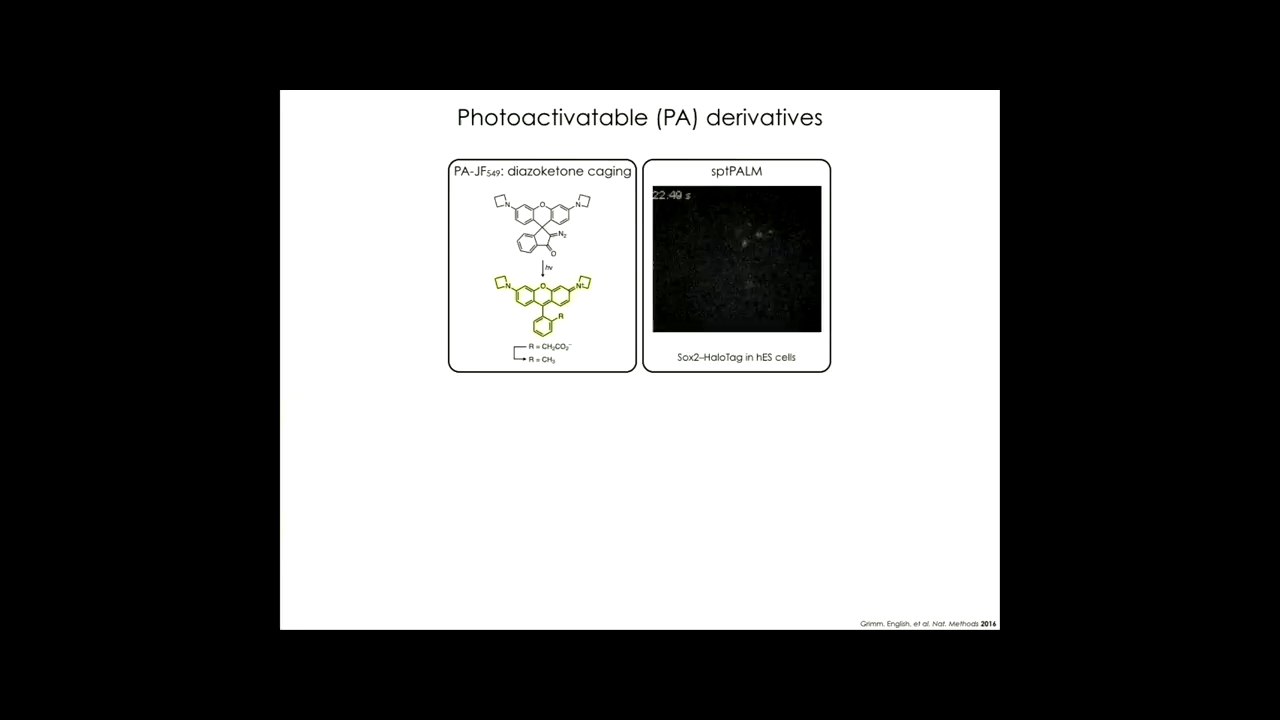 Photoactivatable (PA) derivatives
PA-JF₅₄₉: diazoketone caging
N
O
N
N₂
O
hν
N
O
N⁺
R
R = CH₂CO₂⁻
R = CH₃
sptPALM
22.49 s
Sox2–HaloTag in hES cells
Grimm, English, et al. Nat. Methods 2016